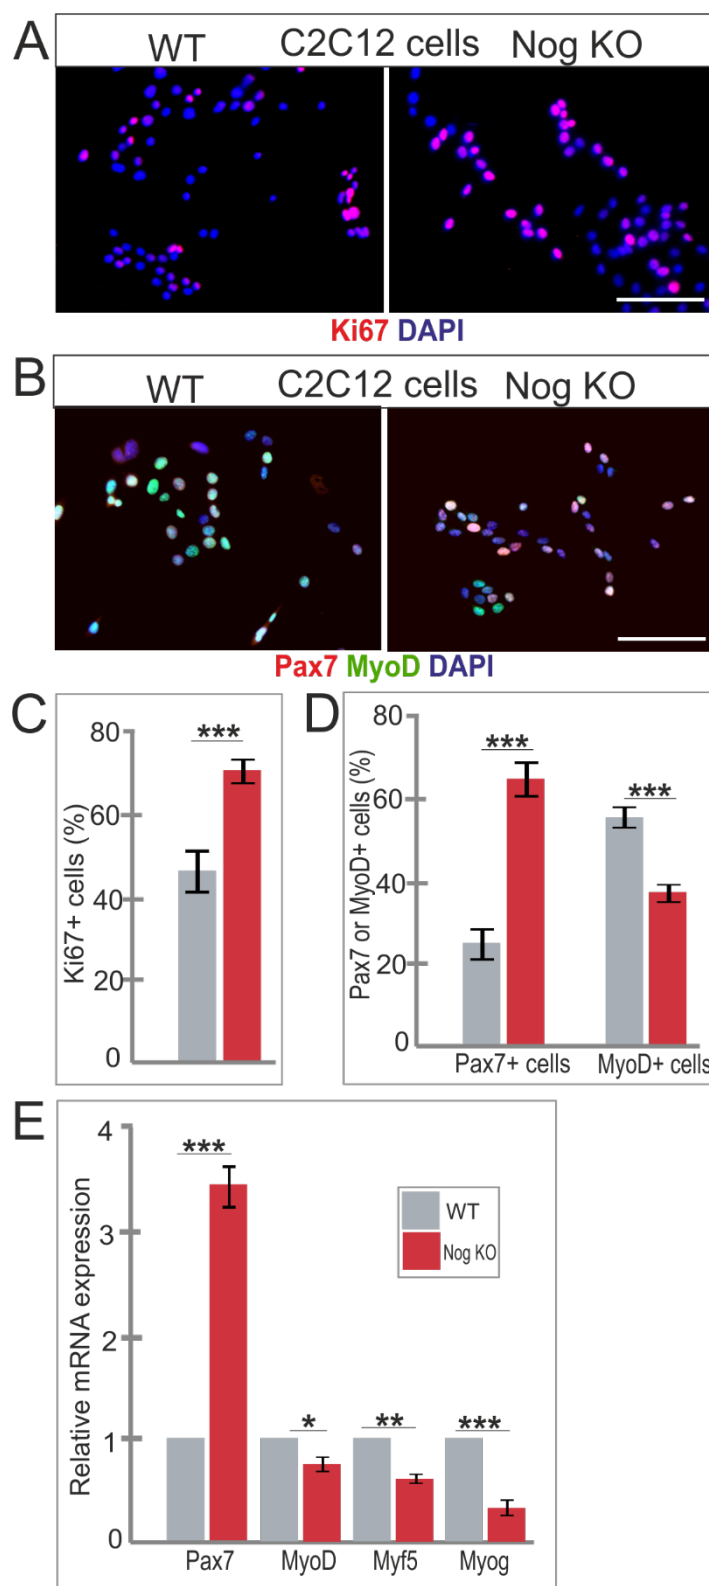 A
WT C2C12 cells Nog KO
Ki67 DAPI
B
WT C2C12 cells Nog KO
Pax7 MyoD DAPI
C
80
60
40
20
0
Ki67+ cells (%)
***
D
80
60
40
20
0
Pax7 or MyoD+ cells (%)
***
***
Pax7+ cells MyoD+ cells
E
4
3
2
1
0
Relative mRNA expression
***
*
**
***
WT
Nog KO
Pax7 MyoD Myf5 Myog